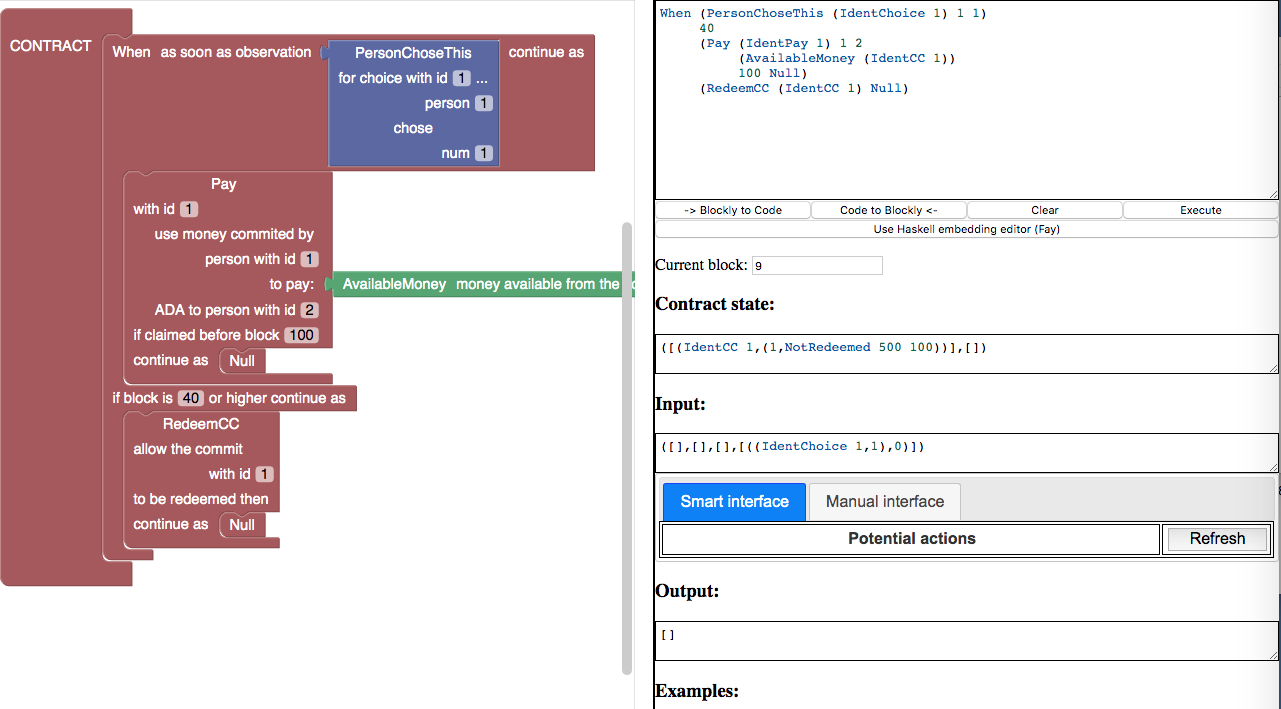 CONTRACT
When as soon as observation
PersonChoseThis
for choice with id 1 ...
person 1
chose
num 1
continue as
Pay
with id 1
use money commited by
person with id 1
to pay:
AvailableMoney money available from the
ADA to person with id 2
if claimed before block 100
continue as Null
if block is 40 or higher continue as
RedeemCC
allow the commit
with id 1
to be redeemed then
continue as Null
When (PersonChoseThis (IdentChoice 1) 1 1)
40
(Pay (IdentPay 1) 1 2
(AvailableMoney (IdentCC 1))
100 Null)
(RedeemCC (IdentCC 1) Null)
-> Blockly to Code
Code to Blockly <-
Clear
Execute
Use Haskell embedding editor (Fay)
Current block: 9
Contract state:
([(IdentCC 1,(1,NotRedeemed 500 100))],[])
Input:
([],[],[],[((IdentChoice 1,1),0)])
Smart interface
Manual interface
Potential actions
Refresh
Output:
[]
Examples: